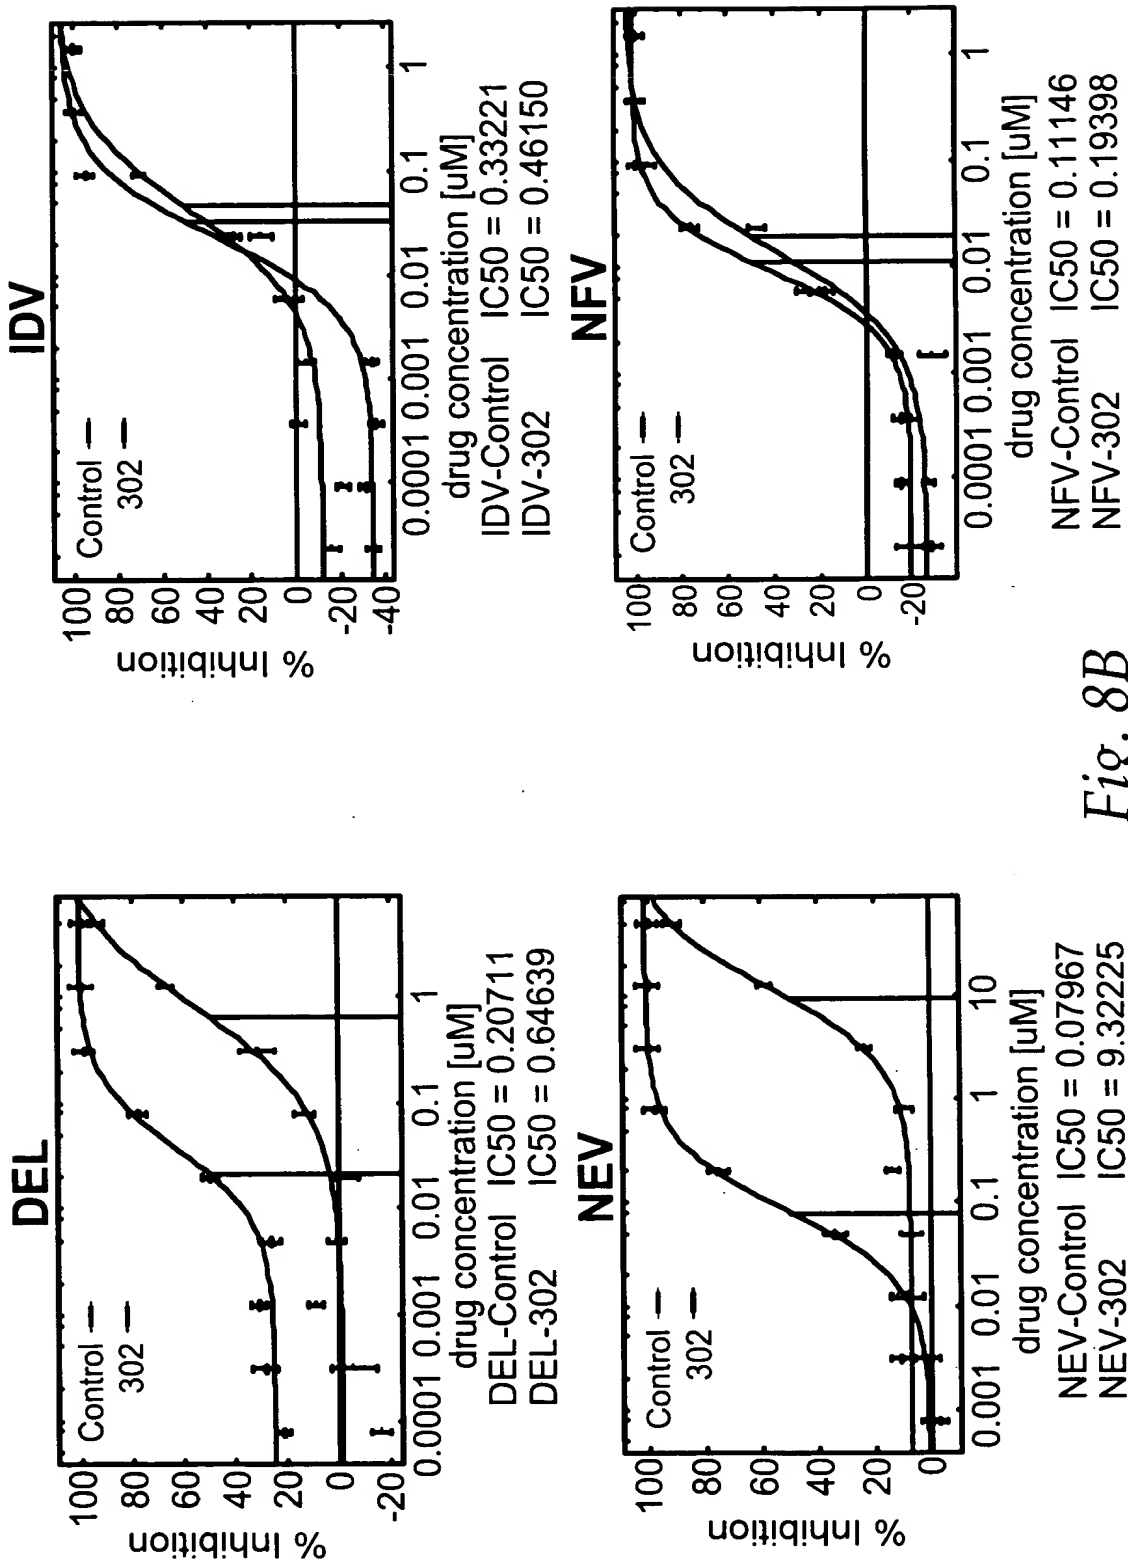 DEL
% Inhibition
100
80
60
40
20
0
-20
Control
302
0.0001 0.001 0.01 0.1 1
drug concentration [uM]
DEL-Control IC50 = 0.20711
DEL-302 IC50 = 0.64639
IDV
% Inhibition
100
80
60
40
20
0
-20
-40
Control
302
0.0001 0.001 0.01 0.1 1
drug concentration [uM]
IDV-Control IC50 = 0.33221
IDV-302 IC50 = 0.46150
NEV
% Inhibition
100
80
60
40
20
0
Control
302
0.001 0.01 0.1 1 10
drug concentration [uM]
NEV-Control IC50 = 0.07967
NEV-302 IC50 = 9.32225
NFV
% Inhibition
100
80
60
40
20
0
-20
Control
302
0.0001 0.001 0.01 0.1 1
drug concentration [uM]
NFV-Control IC50 = 0.11146
NFV-302 IC50 = 0.19398
Fig. 8B